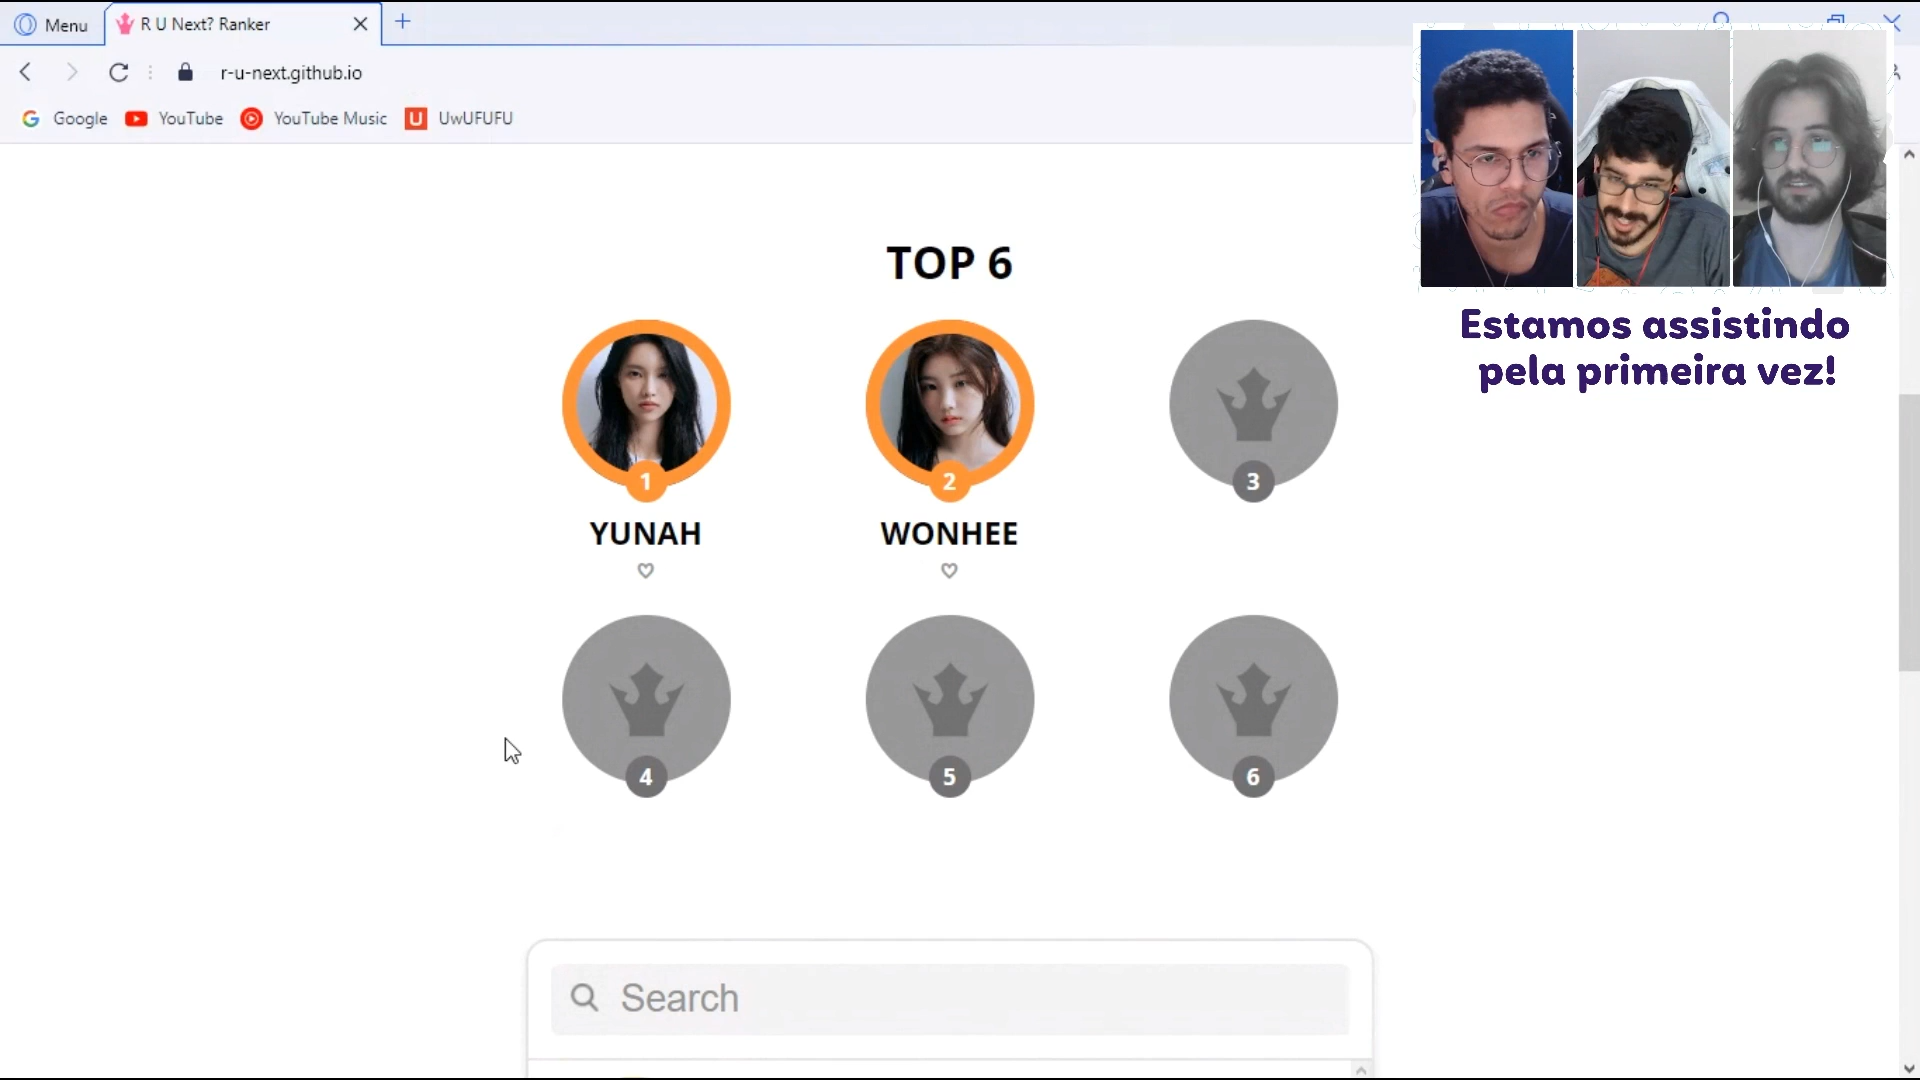 Menu
R U Next? Ranker
r-u-next.github.io
Google
YouTube
YouTube Music
U
UwUFUFU
Estamos assistindo
pela primeira vez!
TOP 6
1
2
3
YUNAH
WONHEE
4
5
6
Search